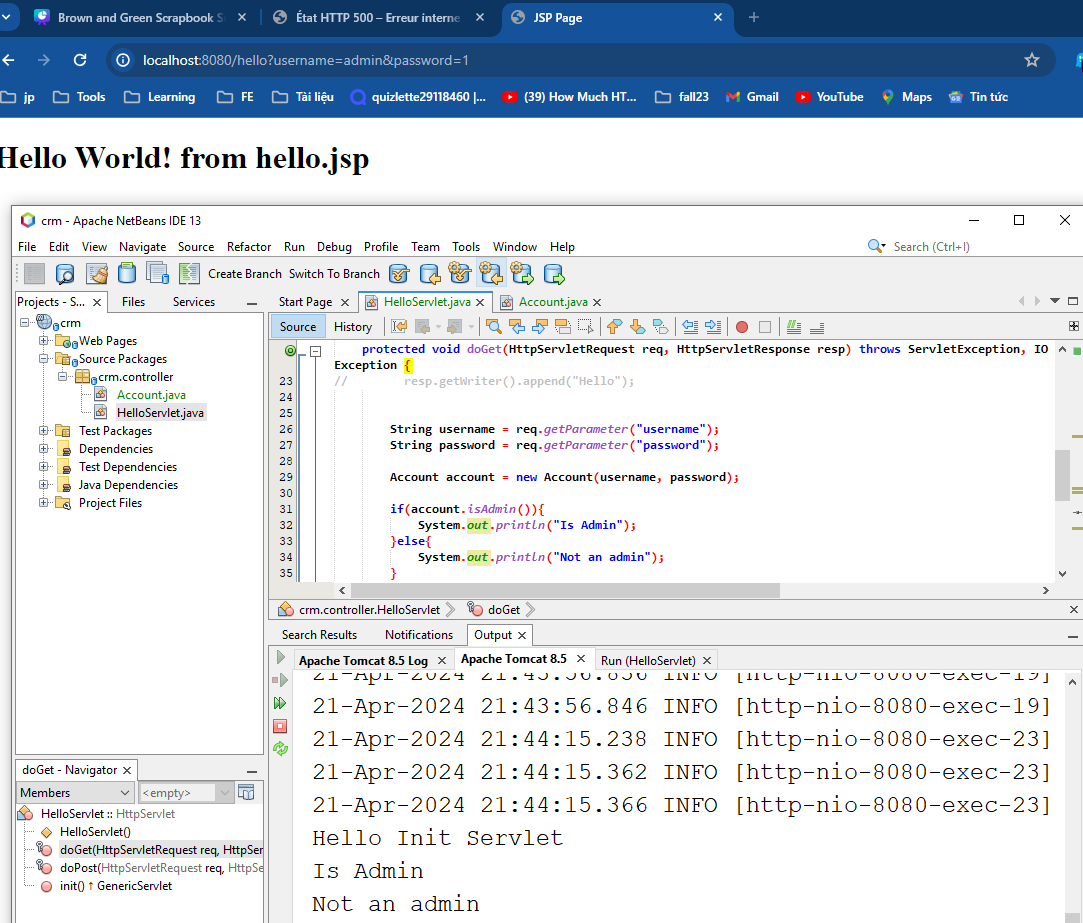 Brown and Green Scrapbook S
État HTTP 500 – Erreur interne
JSP Page
localhost:8080/hello?username=admin&password=1
jp
Tools
Learning
FE
Tài liệu
quizlette29118460 |...
(39) How Much HT...
fall23
Gmail
YouTube
Maps
Tin tức
Hello World! from hello.jsp
crm - Apache NetBeans IDE 13
File Edit View Navigate Source Refactor Run Debug Profile Team Tools Window Help
Search (Ctrl+I)
Create Branch Switch To Branch
Projects - S...
Files
Services
crm
Web Pages
Source Packages
crm.controller
Account.java
HelloServlet.java
Test Packages
Dependencies
Test Dependencies
Java Dependencies
Project Files
Start Page
HelloServlet.java
Account.java
Source
History
protected void doGet(HttpServletRequest req, HttpServletResponse resp) throws ServletException, IO
Exception {
23 // resp.getWriter().append("Hello");
24
25
26 String username = req.getParameter("username");
27 String password = req.getParameter("password");
28
29 Account account = new Account(username, password);
30
31 if(account.isAdmin()){
32 System.out.println("Is Admin");
33 }else{
34 System.out.println("Not an admin");
35 }
crm.controller.HelloServlet
doGet
Search Results
Notifications
Output
Apache Tomcat 8.5 Log
Apache Tomcat 8.5
Run (HelloServlet)
21-Apr-2024 21:43:56.836 INFO [http-nio-8080-exec-19]
21-Apr-2024 21:43:56.846 INFO [http-nio-8080-exec-19]
21-Apr-2024 21:44:15.238 INFO [http-nio-8080-exec-23]
21-Apr-2024 21:44:15.362 INFO [http-nio-8080-exec-23]
21-Apr-2024 21:44:15.366 INFO [http-nio-8080-exec-23]
Hello Init Servlet
Is Admin
Not an admin
doGet - Navigator
Members
<empty>
HelloServlet :: HttpServlet
HelloServlet()
doGet(HttpServletRequest req, HttpSer
doPost(HttpServletRequest req, HttpSe
init() ↑ GenericServlet